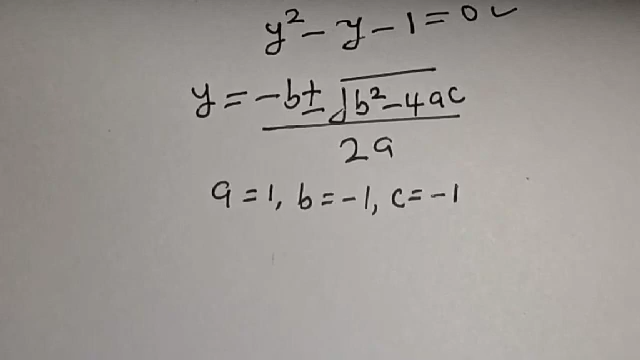 y² - y - 1 = 0 ✓
y = -b ± √b² - 4ac / 2a
a = 1, b = -1, c = -1